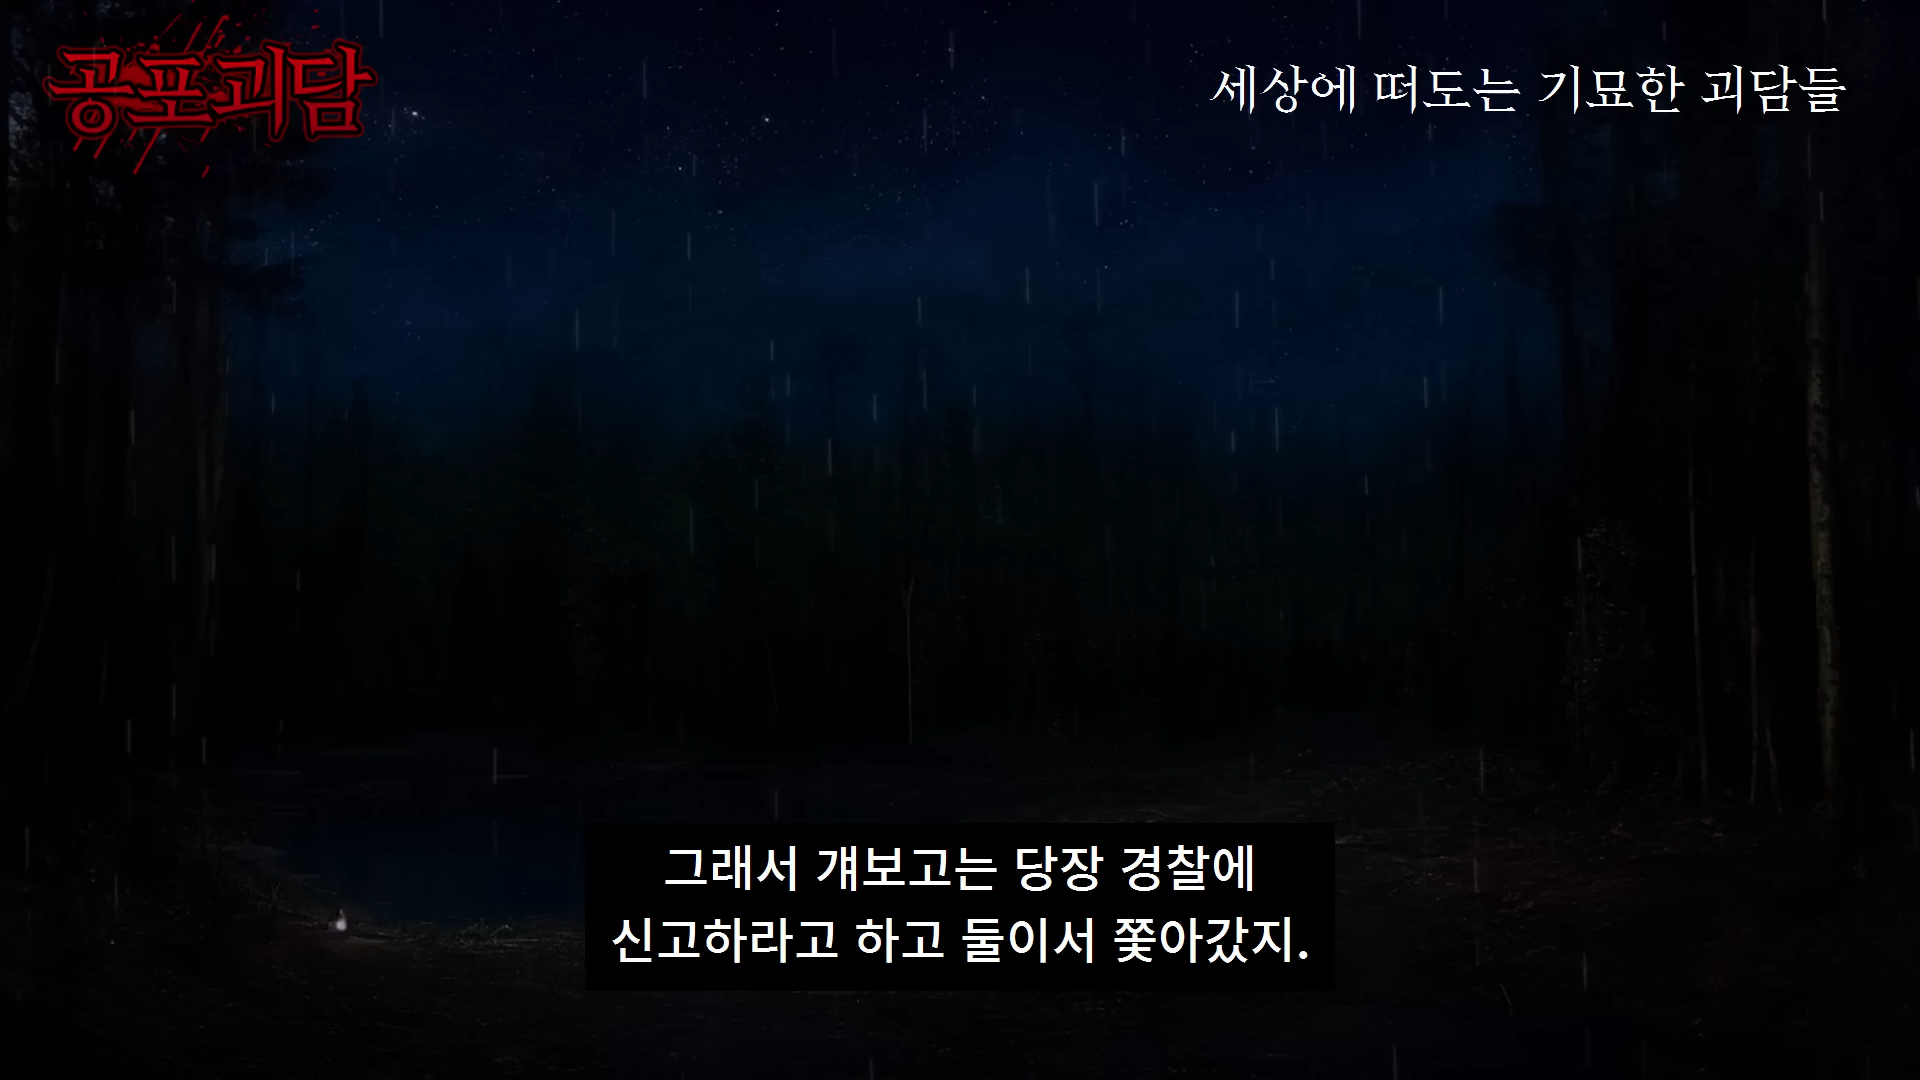 공포괴담
세상에 떠도는 기묘한 괴담들
그래서 걔보고는 당장 경찰에
신고하라고 하고 둘이서 쫓아갔지.